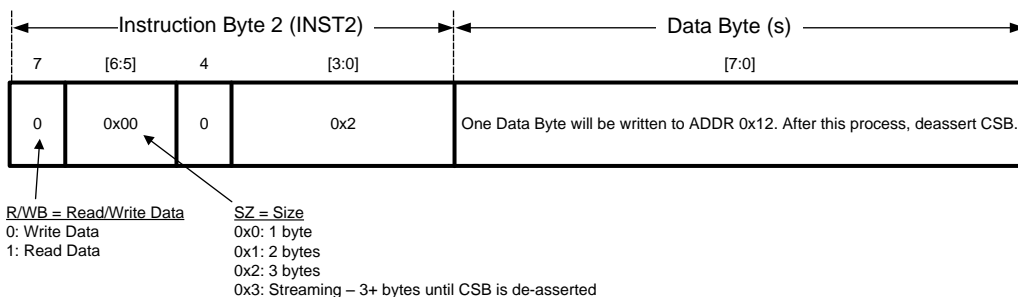 Instruction Byte 2 (INST2) Data Byte (s)
7 [6:5] 4 [3:0] [7:0]
0 0x00 0 0x2 One Data Byte will be written to ADDR 0x12. After this process, deassert CSB.
R/WB = Read/Write Data
0: Write Data
1: Read Data
SZ = Size
0x0: 1 byte
0x1: 2 bytes
0x2: 3 bytes
0x3: Streaming – 3+ bytes until CSB is de-asserted